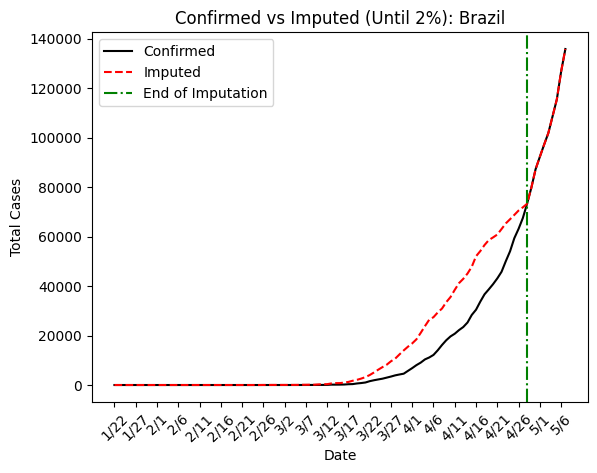 Confirmed vs Imputed (Until 2%): Brazil
Confirmed
Imputed
End of Imputation
140000
120000
100000
80000
60000
40000
20000
0
Total Cases
1/22 1/27 2/1 2/6 2/11 2/16 2/21 2/26 3/2 3/7 3/12 3/17 3/22 3/27 4/1 4/6 4/11 4/16 4/21 4/26 5/1 5/6
Date